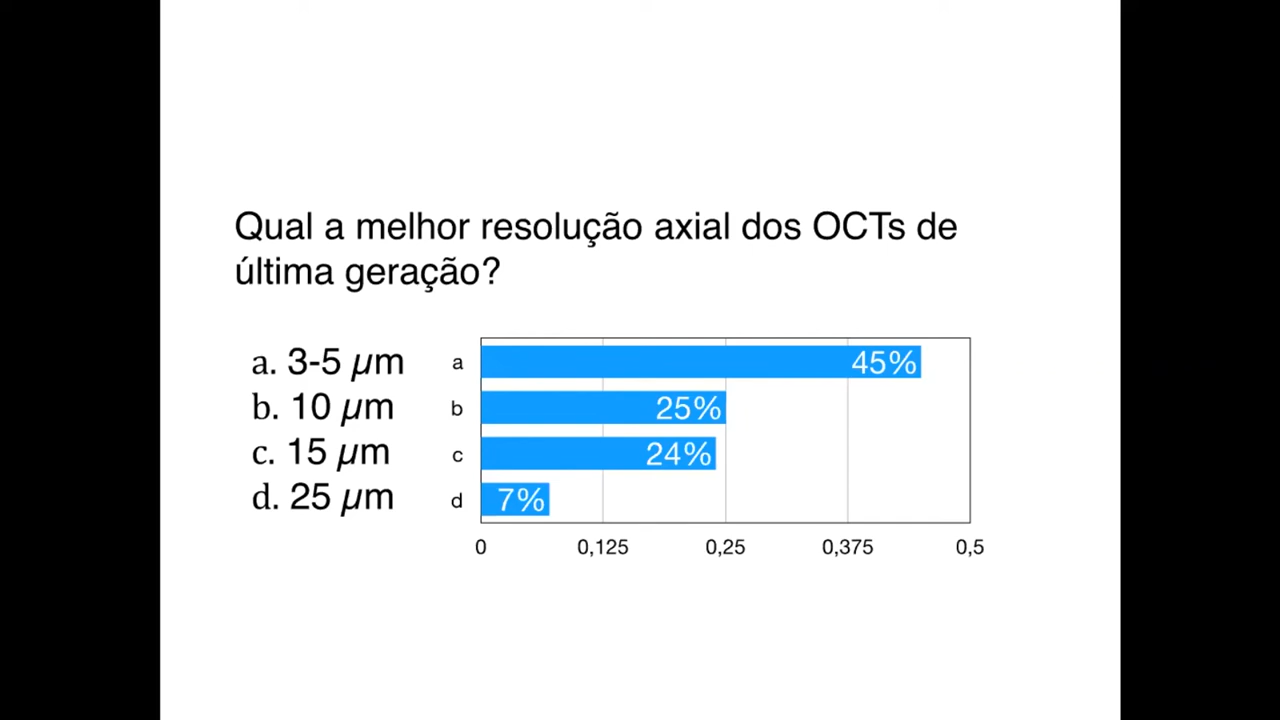 Qual a melhor resolução axial dos OCTs de
última geração?
a. 3-5 µm
b. 10 µm
c. 15 µm
d. 25 µm
a 45%
b 25%
c 24%
d 7%
0 0,125 0,25 0,375 0,5